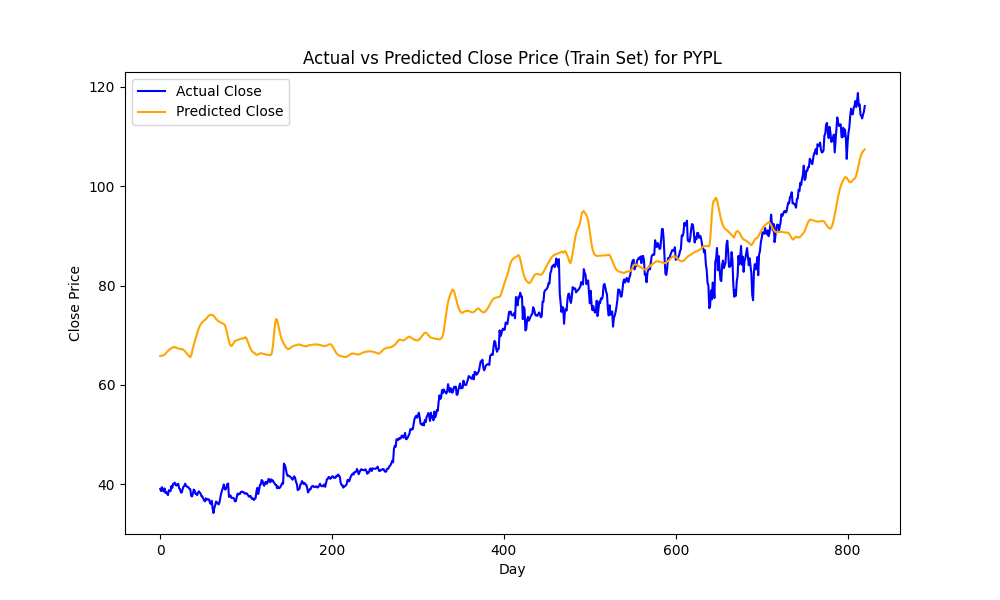 Actual vs Predicted Close Price (Train Set) for PYPL
Actual Close
Predicted Close
Close Price
120
100
80
60
40
0 200 400 600 800
Day